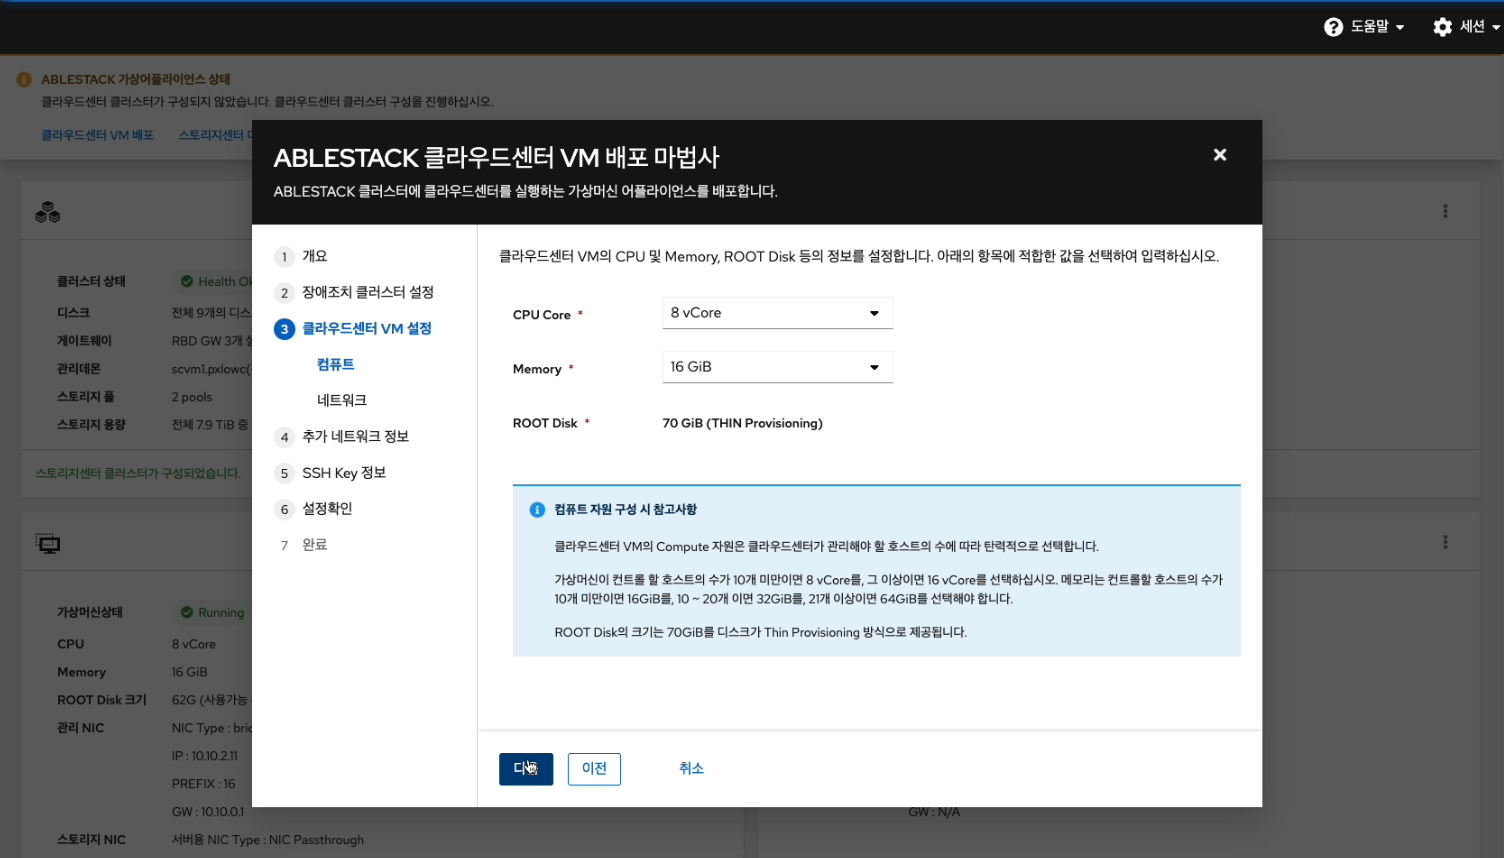 도움말
세션
ABLESTACK 가상어플라이언스 상태
클라우드센터 클러스터가 구성되지 않았습니다. 클라우드센터 클러스터 구성을 진행하십시오.
클라우드센터 VM 배포
스토리지센터
ABLESTACK 클라우드센터 VM 배포 마법사
ABLESTACK 클러스터에 클라우드센터를 실행하는 가상머신 어플라이언스를 배포합니다.
1 개요
2 장애조치 클러스터 설정
3 클라우드센터 VM 설정
컴퓨트
네트워크
4 추가 네트워크 정보
5 SSH Key 정보
6 설정확인
7 완료
클라우드센터 VM의 CPU 및 Memory, ROOT Disk 등의 정보를 설정합니다. 아래의 항목에 적합한 값을 선택하여 입력하십시오.
CPU Core * 8 vCore
Memory * 16 GiB
ROOT Disk * 70 GiB (THIN Provisioning)
컴퓨트 자원 구성 시 참고사항
클라우드센터 VM의 Compute 자원은 클라우드센터가 관리해야 할 호스트의 수에 따라 탄력적으로 선택합니다.
가상머신이 컨트롤 할 호스트의 수가 10개 미만이면 8 vCore를, 그 이상이면 16 vCore를 선택하십시오. 메모리는 컨트롤할 호스트의 수가
10개 미만이면 16GiB를, 10 ~ 20개 이면 32GiB를, 21개 이상이면 64GiB를 선택해야 합니다.
ROOT Disk의 크기는 70GiB를 디스크가 Thin Provisioning 방식으로 제공됩니다.
이전
취소
클러스터 상태 Health
디스크 전체 9개의
게이트웨이 RBD GW 3개
관리데몬 scvm1.pxlowc(
스토리지 풀 2 pools
스토리지 용량 전체 7.9 TiB 중
스토리지센터 클러스터가 구성되었습니다.
가상머신상태 Running
CPU 8 vCore
Memory 16 GiB
ROOT Disk 크기 62G (사용가능
관리 NIC NIC Type :
IP : 10.10.2.11
PREFIX : 16
GW : 10.10.0.1
GW : N/A
스토리지 NIC 서버용 NIC Type : NIC Passthrough